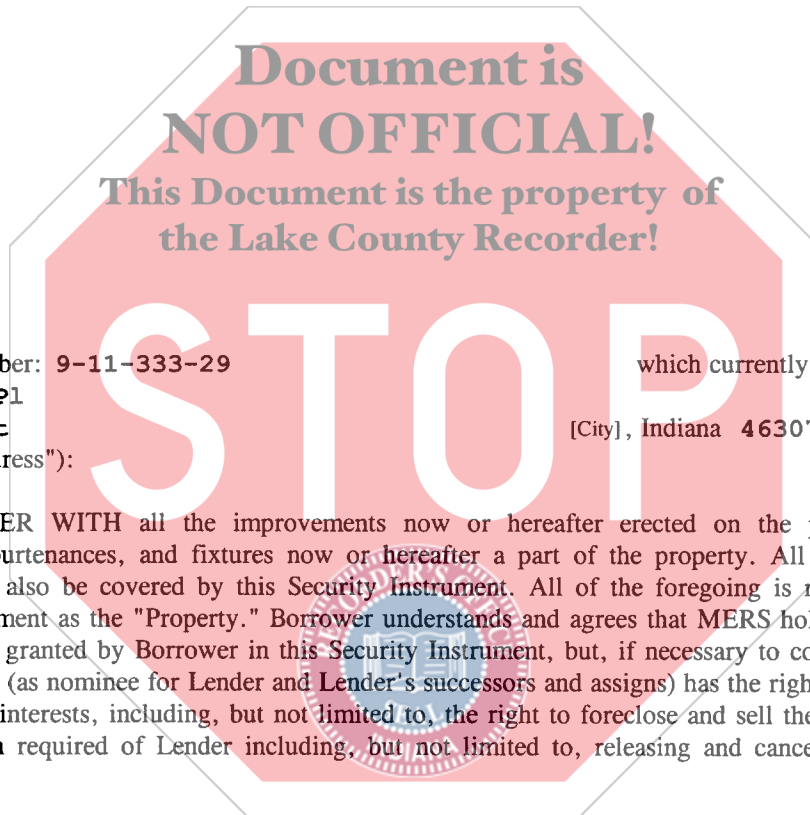 Document is
NOT OFFICIAL!
This Document is the property of
the Lake County Recorder!
STOP
ber: 9-11-333-29 which currently
Pl
[City], Indiana 46307
ress"):
ER WITH all the improvements now or hereafter erected on the
urtenances, and fixtures now or hereafter a part of the property. All
also be covered by this Security Instrument. All of the foregoing is
ment as the "Property." Borrower understands and agrees that MERS hol
granted by Borrower in this Security Instrument, but, if necessary to co
(as nominee for Lender and Lender's successors and assigns) has the righ
interests, including, but not limited to, the right to foreclose and sell the
required of Lender including, but not limited to, releasing and cance